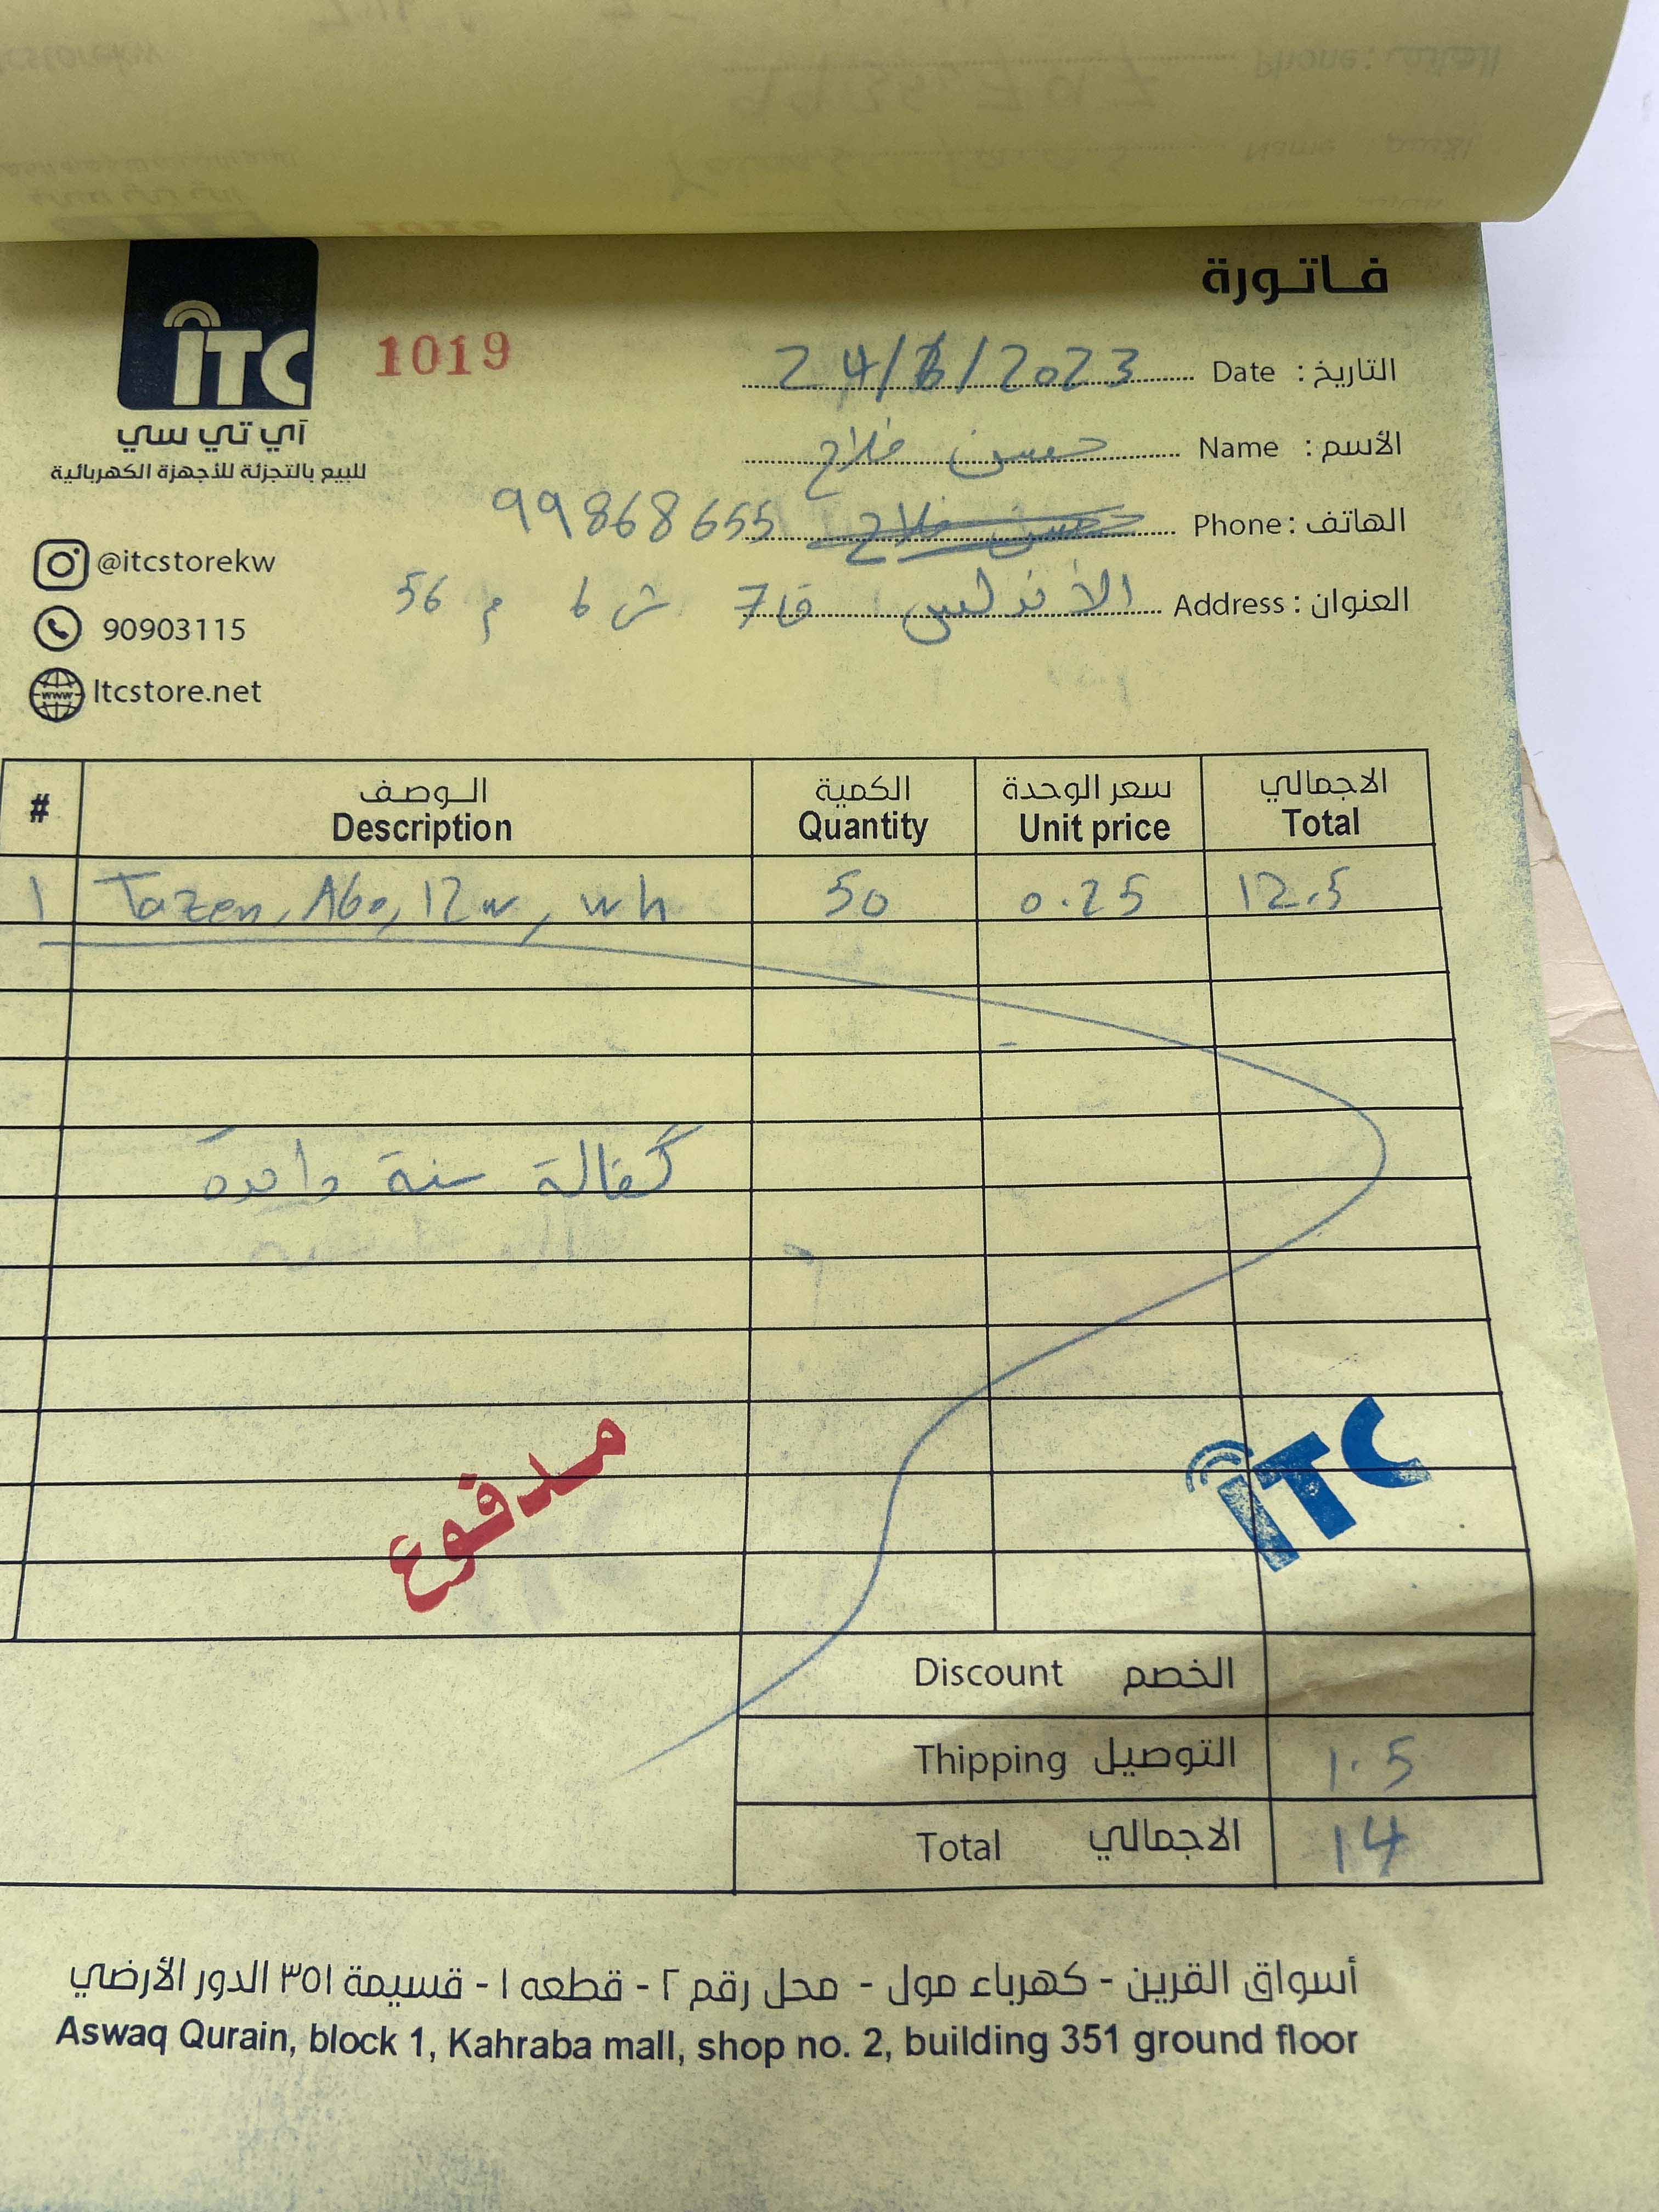 فاتورة
ITC
1019
آي تي سي
للبيع بالتجزئة للأجهزة الكهربائية
@itcstorekw
90903115
Itcstore.net
التاريخ : Date 24/6/2023
الأسم : Name حسن فلاح
الهاتف : Phone 99868655
العنوان : Address الأندلس ق 7 ش 6 م 56
# الوصف الكمية سعر الوحدة الاجمالي
Description Quantity Unit price Total
1 Tazen, A60, 12w, wh 50 0.25 12.5
كفالة سنة واحدة
مدفوع
ITC
Discount الخصم
Thipping التوصيل 1.5
Total الاجمالي 14
أسواق القرين - كهرباء مول - محل رقم ٢ - قطعه ١ - قسيمة ٣٥١ الدور الأرضي
Aswaq Qurain, block 1, Kahraba mall, shop no. 2, building 351 ground floor